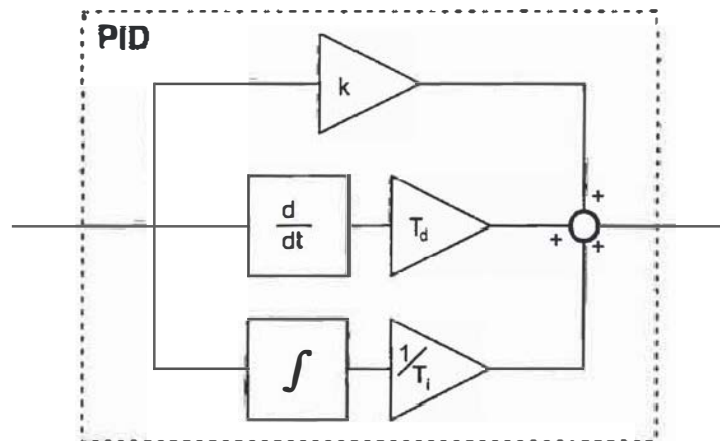 PID
k
d
dt
T_d
+
+
+
∫
1/T_i